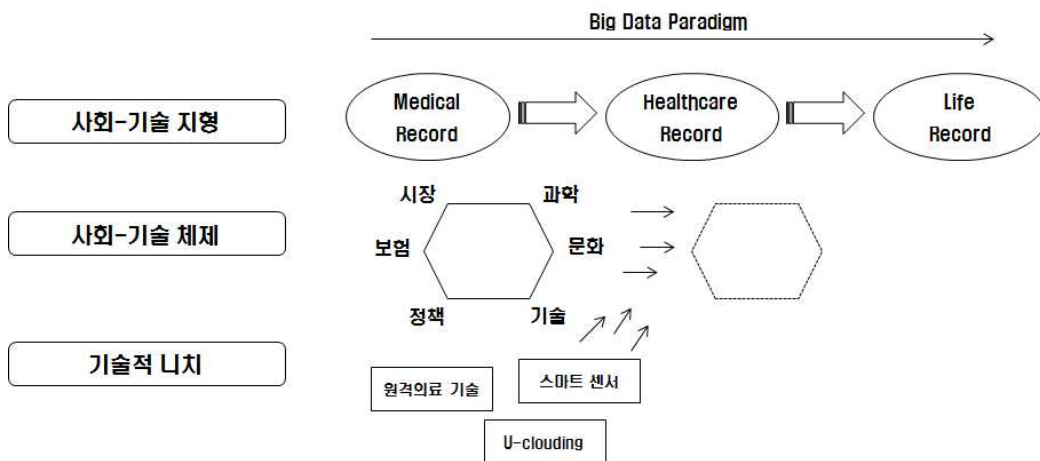 Big Data Paradigm
사회-기술 지형
Medical
Record
Healthcare
Record
Life
Record
사회-기술 체제
시장
과학
보험
문화
정책
기술
기술적 니치
원격의료 기술
스마트 센서
U-clouding